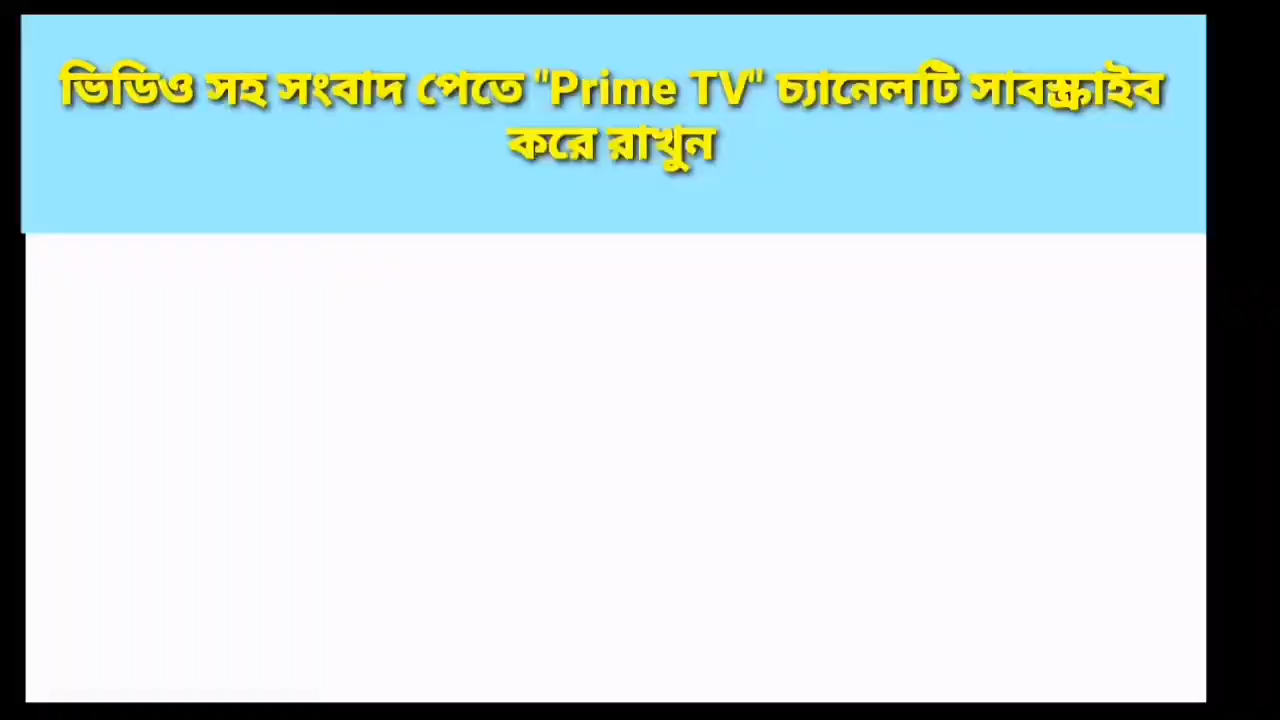 ভিডিও সহ সংবাদ পেতে "Prime TV" চ্যানেলটি সাবস্ক্রাইব
করে রাখুন